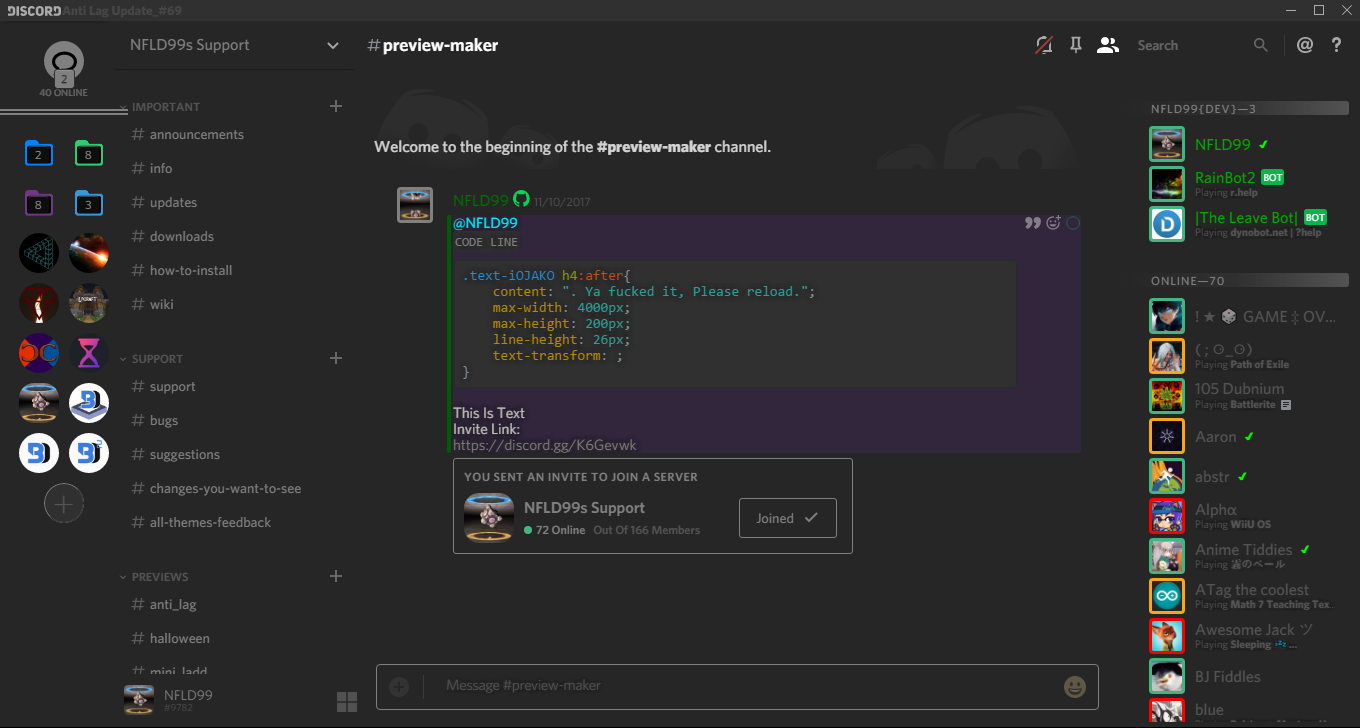 DISCORD Anti Lag Update_#69
2
40 ONLINE
2
8
8
3
NFLD99s Support
IMPORTANT
# announcements
# info
# updates
# downloads
# how-to-install
# wiki
SUPPORT
# support
# bugs
# suggestions
# changes-you-want-to-see
# all-themes-feedback
PREVIEWS
# anti_lag
# halloween
# mini_ladd
NFLD99
#9782
#preview-maker
Search
Welcome to the beginning of the #preview-maker channel.
NFLD99 11/10/2017
@NFLD99
CODE LINE
.text-iOJAKO h4:after{
content: ". Ya fucked it, Please reload.";
max-width: 4000px;
max-height: 200px;
line-height: 26px;
text-transform: ;
}
This Is Text
Invite Link:
https://discord.gg/K6Gevwk
YOU SENT AN INVITE TO JOIN A SERVER
NFLD99s Support
72 Online Out Of 166 Members
Joined
Message #preview-maker
NFLD99{DEV}—3
NFLD99
RainBot2 BOT
Playing r.help
|The Leave Bot| BOT
Playing dynobot.net | ?help
ONLINE—70
! ★ GAME ‡ OV...
Playing Path of Exile
105 Dubnium
Playing Battlerite
Aaron
abstr
Alphα
Playing WiiU OS
Anime Tiddies
ATag the coolest
Playing Math 7 Teaching Tex...
Awesome Jack ツ
Playing Sleeping ...
BJ Fiddles
blue